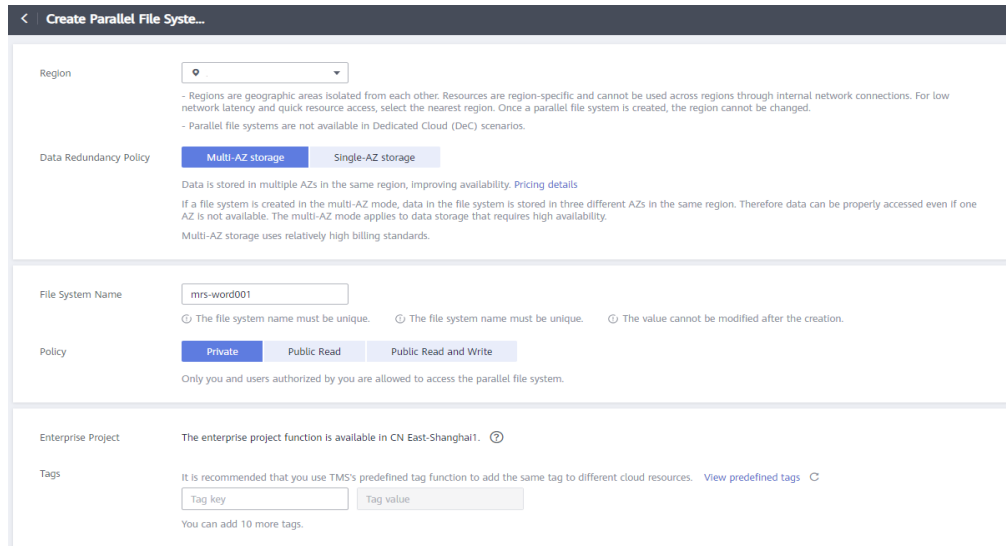 Create Parallel File Syste...
Region
- Regions are geographic areas isolated from each other. Resources are region-specific and cannot be used across regions through internal network connections. For low
network latency and quick resource access, select the nearest region. Once a parallel file system is created, the region cannot be changed.
- Parallel file systems are not available in Dedicated Cloud (DeC) scenarios.
Data Redundancy Policy Multi-AZ storage Single-AZ storage
Data is stored in multiple AZs in the same region, improving availability. Pricing details
If a file system is created in the multi-AZ mode, data in the file system is stored in three different AZs in the same region. Therefore data can be properly accessed even if one
AZ is not available. The multi-AZ mode applies to data storage that requires high availability.
Multi-AZ storage uses relatively high billing standards.
File System Name mrs-word001
The file system name must be unique. The file system name must be unique. The value cannot be modified after the creation.
Policy Private Public Read Public Read and Write
Only you and users authorized by you are allowed to access the parallel file system.
Enterprise Project The enterprise project function is available in CN East-Shanghai1.
Tags It is recommended that you use TMS's predefined tag function to add the same tag to different cloud resources. View predefined tags
Tag key Tag value
You can add 10 more tags.